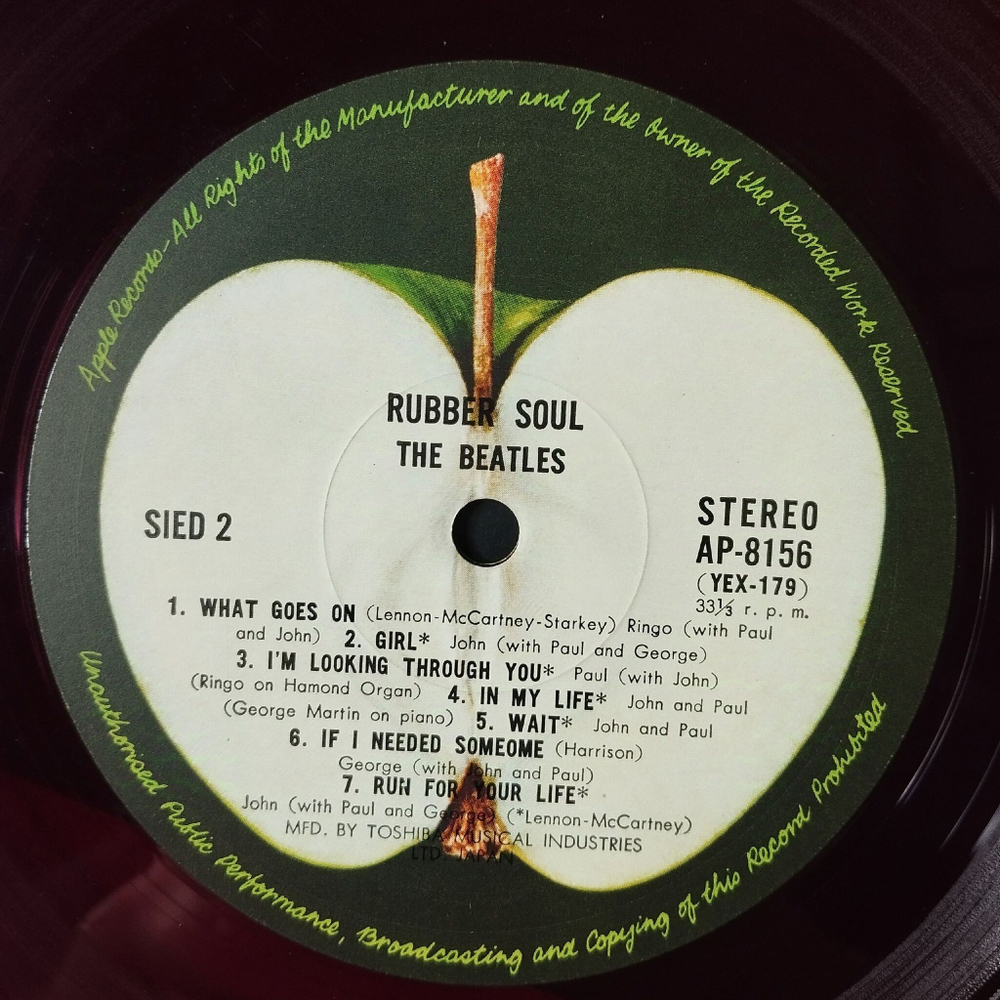 Apple Records-All Rights of the Manufacturer and of the Owner of the Recorded Work Reserved
RUBBER SOUL
THE BEATLES
SIED 2
STEREO
AP-8156
(YEX-179)
33⅓ r. p. m.
1. WHAT GOES ON (Lennon-McCartney-Starkey) Ringo (with Paul
and John) 2. GIRL* John (with Paul and George)
3. I'M LOOKING THROUGH YOU* Paul (with John)
(Ringo on Hamond Organ) 4. IN MY LIFE* John and Paul
(George Martin on piano) 5. WAIT* John and Paul
6. IF I NEEDED SOMEOME (Harrison)
George (with John and Paul)
7. RUN FOR YOUR LIFE*
John (with Paul and George) (*Lennon-McCartney)
MFD. BY TOSHIBA MUSICAL INDUSTRIES
LTD. JAPAN
Unauthorised Public Performance, Broadcasting and Copying of this Record Prohibited